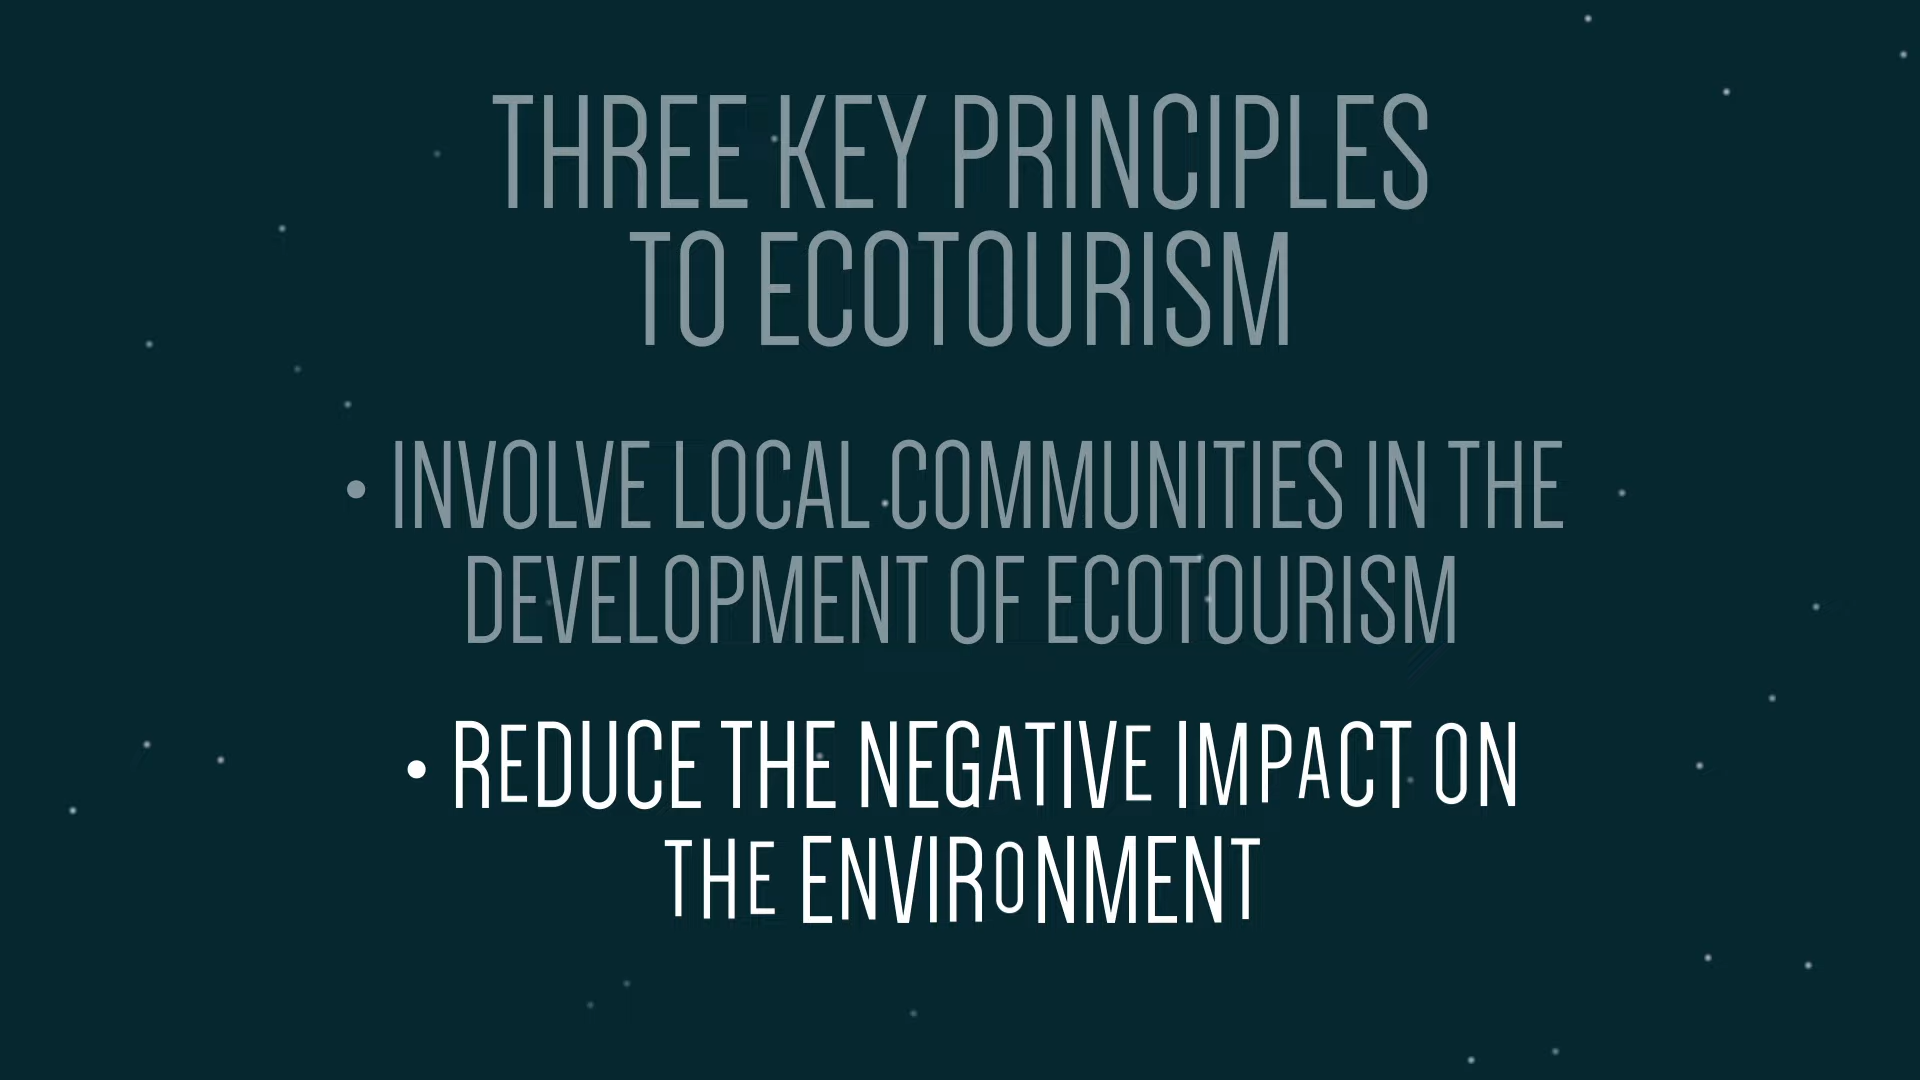 THREE KEY PRINCIPLES
TO ECOTOURISM
• INVOLVE LOCAL COMMUNITIES IN THE
DEVELOPMENT OF ECOTOURISM
• REDUCE THE NEGATIVE IMPACT ON
THE ENVIRONMENT